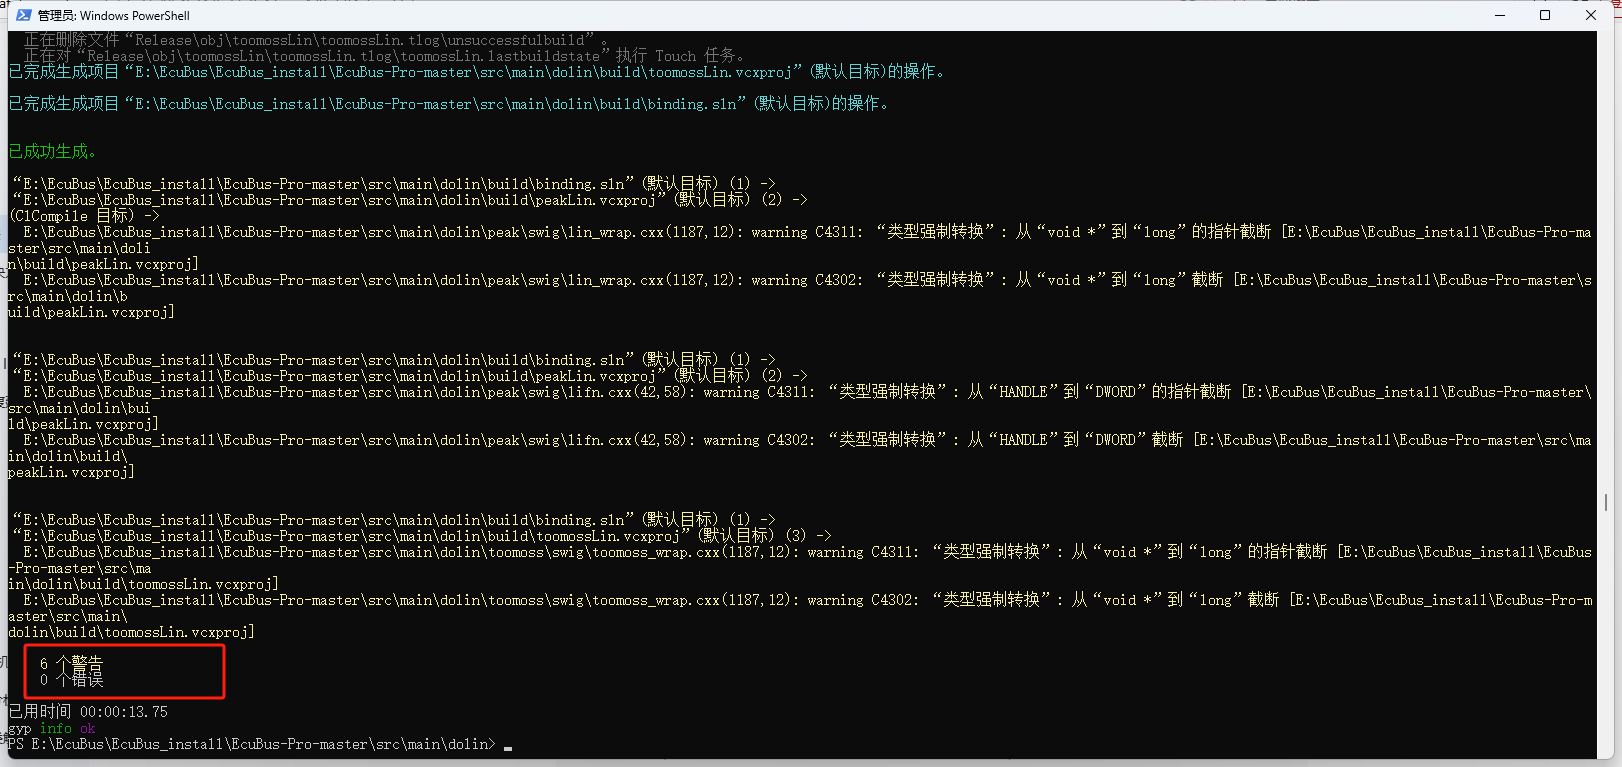 管理员: Windows PowerShell
正在删除文件“Release\obj\toomossLin\toomossLin.tlog\unsuccessfulbuild”。
正在对“Release\obj\toomossLin\toomossLin.tlog\toomossLin.lastbuildstate”执行 Touch 任务。
已完成生成项目“E:\EcuBus\EcuBus_install\EcuBus-Pro-master\src\main\dolin\build\toomossLin.vcxproj”(默认目标)的操作。
已完成生成项目“E:\EcuBus\EcuBus_install\EcuBus-Pro-master\src\main\dolin\build\binding.sln”(默认目标)的操作。
已成功生成。
“E:\EcuBus\EcuBus_install\EcuBus-Pro-master\src\main\dolin\build\binding.sln”(默认目标) (1) ->
“E:\EcuBus\EcuBus_install\EcuBus-Pro-master\src\main\dolin\build\peakLin.vcxproj”(默认目标) (2) ->
(ClCompile 目标) ->
E:\EcuBus\EcuBus_install\EcuBus-Pro-master\src\main\dolin\peak\swig\lin_wrap.cxx(1187,12): warning C4311: “类型强制转换”: 从“void *”到“long”的指针截断 [E:\EcuBus\EcuBus_install\EcuBus-Pro-ma
ster\src\main\doli
n\build\peakLin.vcxproj]
E:\EcuBus\EcuBus_install\EcuBus-Pro-master\src\main\dolin\peak\swig\lin_wrap.cxx(1187,12): warning C4302: “类型强制转换”: 从“void *”到“long”截断 [E:\EcuBus\EcuBus_install\EcuBus-Pro-master\s
rc\main\dolin\b
uild\peakLin.vcxproj]
“E:\EcuBus\EcuBus_install\EcuBus-Pro-master\src\main\dolin\build\binding.sln”(默认目标) (1) ->
“E:\EcuBus\EcuBus_install\EcuBus-Pro-master\src\main\dolin\build\peakLin.vcxproj”(默认目标) (2) ->
E:\EcuBus\EcuBus_install\EcuBus-Pro-master\src\main\dolin\peak\swig\lifn.cxx(42,58): warning C4311: “类型强制转换”: 从“HANDLE”到“DWORD”的指针截断 [E:\EcuBus\EcuBus_install\EcuBus-Pro-master\
src\main\dolin\bui
ld\peakLin.vcxproj]
E:\EcuBus\EcuBus_install\EcuBus-Pro-master\src\main\dolin\peak\swig\lifn.cxx(42,58): warning C4302: “类型强制转换”: 从“HANDLE”到“DWORD”截断 [E:\EcuBus\EcuBus_install\EcuBus-Pro-master\src\ma
in\dolin\build\
peakLin.vcxproj]
“E:\EcuBus\EcuBus_install\EcuBus-Pro-master\src\main\dolin\build\binding.sln”(默认目标) (1) ->
“E:\EcuBus\EcuBus_install\EcuBus-Pro-master\src\main\dolin\build\toomossLin.vcxproj”(默认目标) (3) ->
E:\EcuBus\EcuBus_install\EcuBus-Pro-master\src\main\dolin\toomoss\swig\toomoss_wrap.cxx(1187,12): warning C4311: “类型强制转换”: 从“void *”到“long”的指针截断 [E:\EcuBus\EcuBus_install\EcuBus
-Pro-master\src\ma
in\dolin\build\toomossLin.vcxproj]
E:\EcuBus\EcuBus_install\EcuBus-Pro-master\src\main\dolin\toomoss\swig\toomoss_wrap.cxx(1187,12): warning C4302: “类型强制转换”: 从“void *”到“long”截断 [E:\EcuBus\EcuBus_install\EcuBus-Pro-m
aster\src\main\
dolin\build\toomossLin.vcxproj]
6 个警告
0 个错误
已用时间 00:00:13.75
gyp info ok
PS E:\EcuBus\EcuBus_install\EcuBus-Pro-master\src\main\dolin>